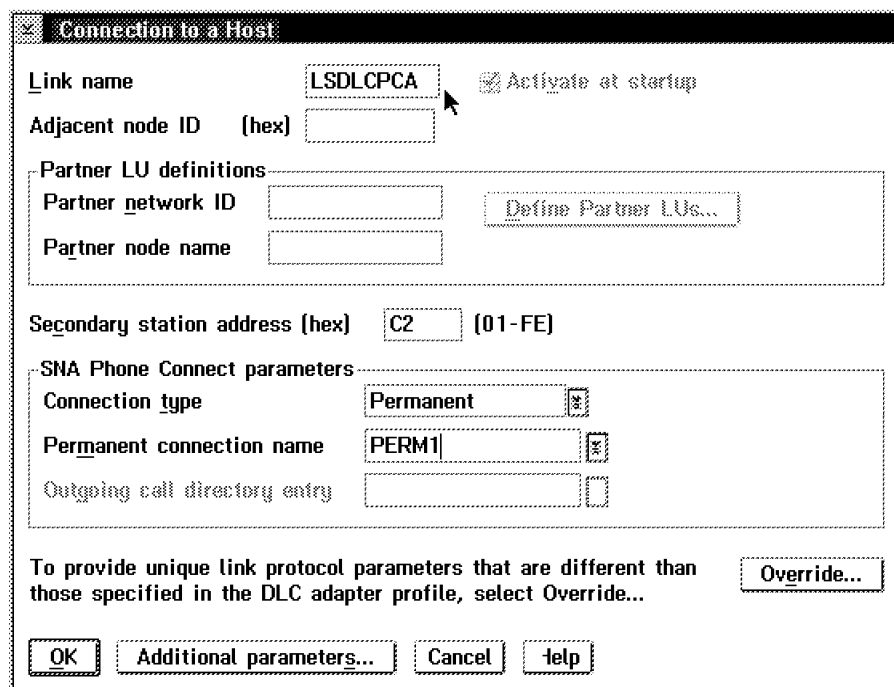 Connection to a Host
Link name LSDLCPCA Activate at startup
Adjacent node ID (hex)
Partner LU definitions
Partner network ID Define Partner LUs...
Partner node name
Secondary station address (hex) C2 (01-FE)
SNA Phone Connect parameters
Connection type Permanent
Permanent connection name PERM1
Outgoing call directory entry
To provide unique link protocol parameters that are different than
those specified in the DLC adapter profile, select Override...
Override...
OK Additional parameters... Cancel Help